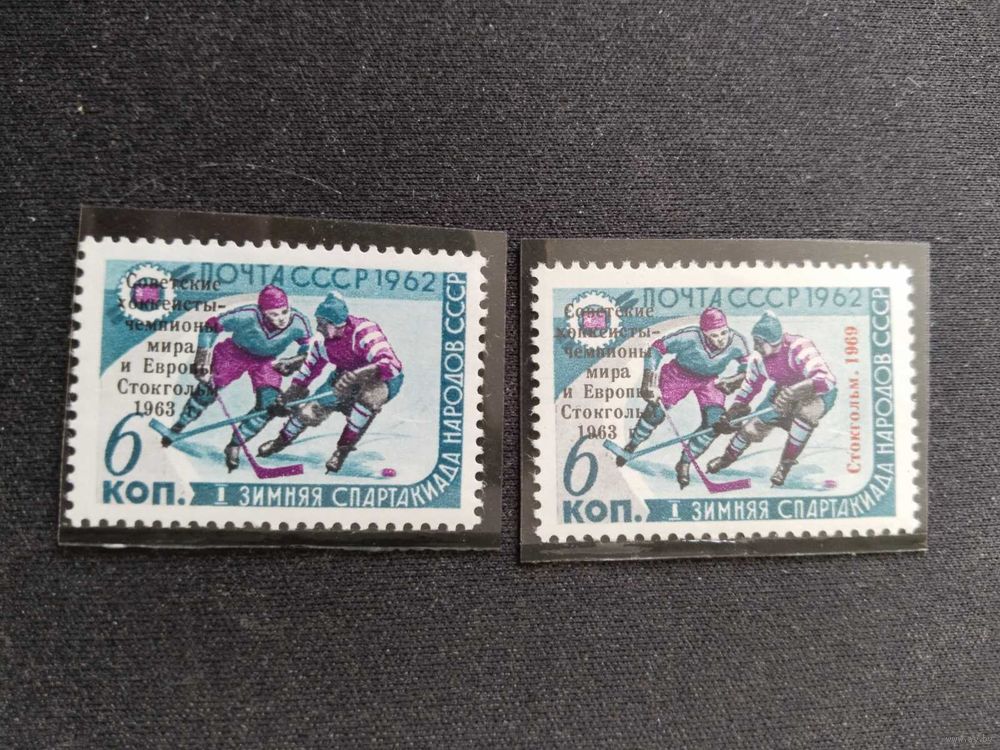 ПОЧТА СССР 1962
Советские
хоккеисты-
чемпионы
мира
и Европы
Стокгольм
1963 г.
6
КОП.
I ЗИМНЯЯ СПАРТАКИАДА НАРОДОВ СССР
ПОЧТА СССР 1962
Советские
хоккеисты-
чемпионы
мира
и Европы
Стокгольм
1963 г.
Стокгольм. 1969
6
КОП.
I ЗИМНЯЯ СПАРТАКИАДА НАРОДОВ СССР